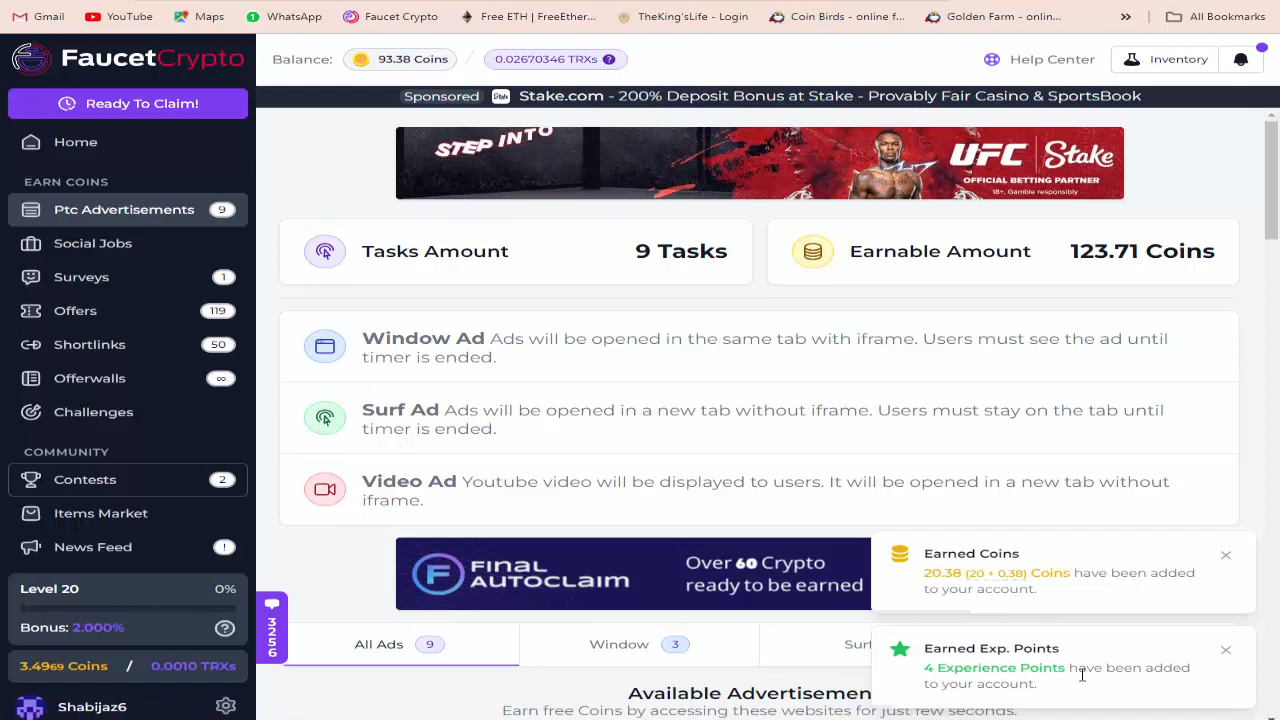 Gmail
YouTube
Maps
WhatsApp
Faucet Crypto
Free ETH | FreeEther...
TheKing'sLife - Login
Coin Birds - online f...
Golden Farm - onlin...
»
All Bookmarks
FaucetCrypto
Balance:
93.38 Coins
/
0.02670346 TRXs ?
Help Center
Inventory
Ready To Claim!
Sponsored Stake Stake.com - 200% Deposit Bonus at Stake - Provably Fair Casino & SportsBook
Home
EARN COINS
Ptc Advertisements 9
Social Jobs
Surveys 1
Offers 119
Shortlinks 50
Offerwalls ∞
Challenges
COMMUNITY
Contests 2
Items Market
News Feed !
Level 20 0%
Bonus: 2.000% ?
3.4969 Coins / 0.0010 TRXs
Shabijaz6
STEP INTO
UFC Stake
OFFICIAL BETTING PARTNER
18+, Gamble responsibly
Tasks Amount 9 Tasks
Earnable Amount 123.71 Coins
Window Ad Ads will be opened in the same tab with iframe. Users must see the ad until
timer is ended.
Surf Ad Ads will be opened in a new tab without iframe. Users must stay on the tab until
timer is ended.
Video Ad Youtube video will be displayed to users. It will be opened in a new tab without
iframe.
FINAL
AUTOCLAIM
Over 60 Crypto
ready to be earned
3256
All Ads 9
Window 3
Surf
Available Advertisemen
Earn free Coins by accessing these websites for just few seconds.
Earned Coins
20.38 (20 + 0.38) Coins have been added
to your account.
Earned Exp. Points
4 Experience Points have been added
to your account.